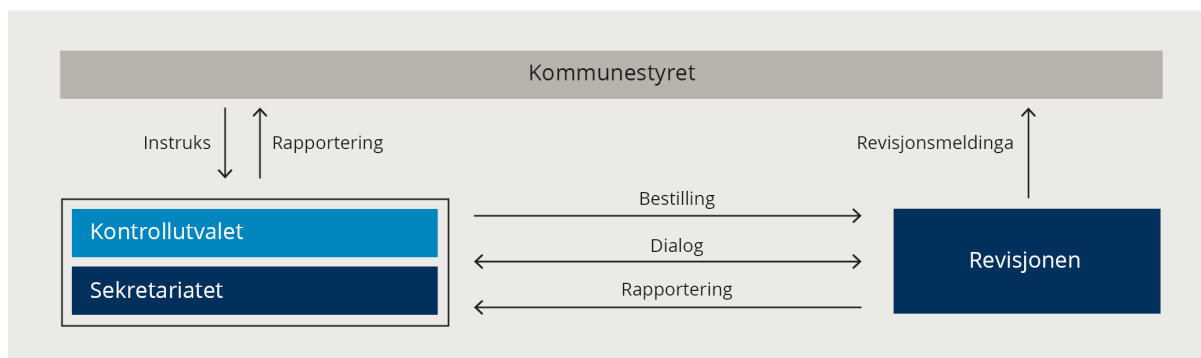 Kommunestyret
Instruks
Rapportering
Revisjonsmeldinga
Kontrollutvalet
Sekretariatet
Bestilling
Dialog
Rapportering
Revisjonen